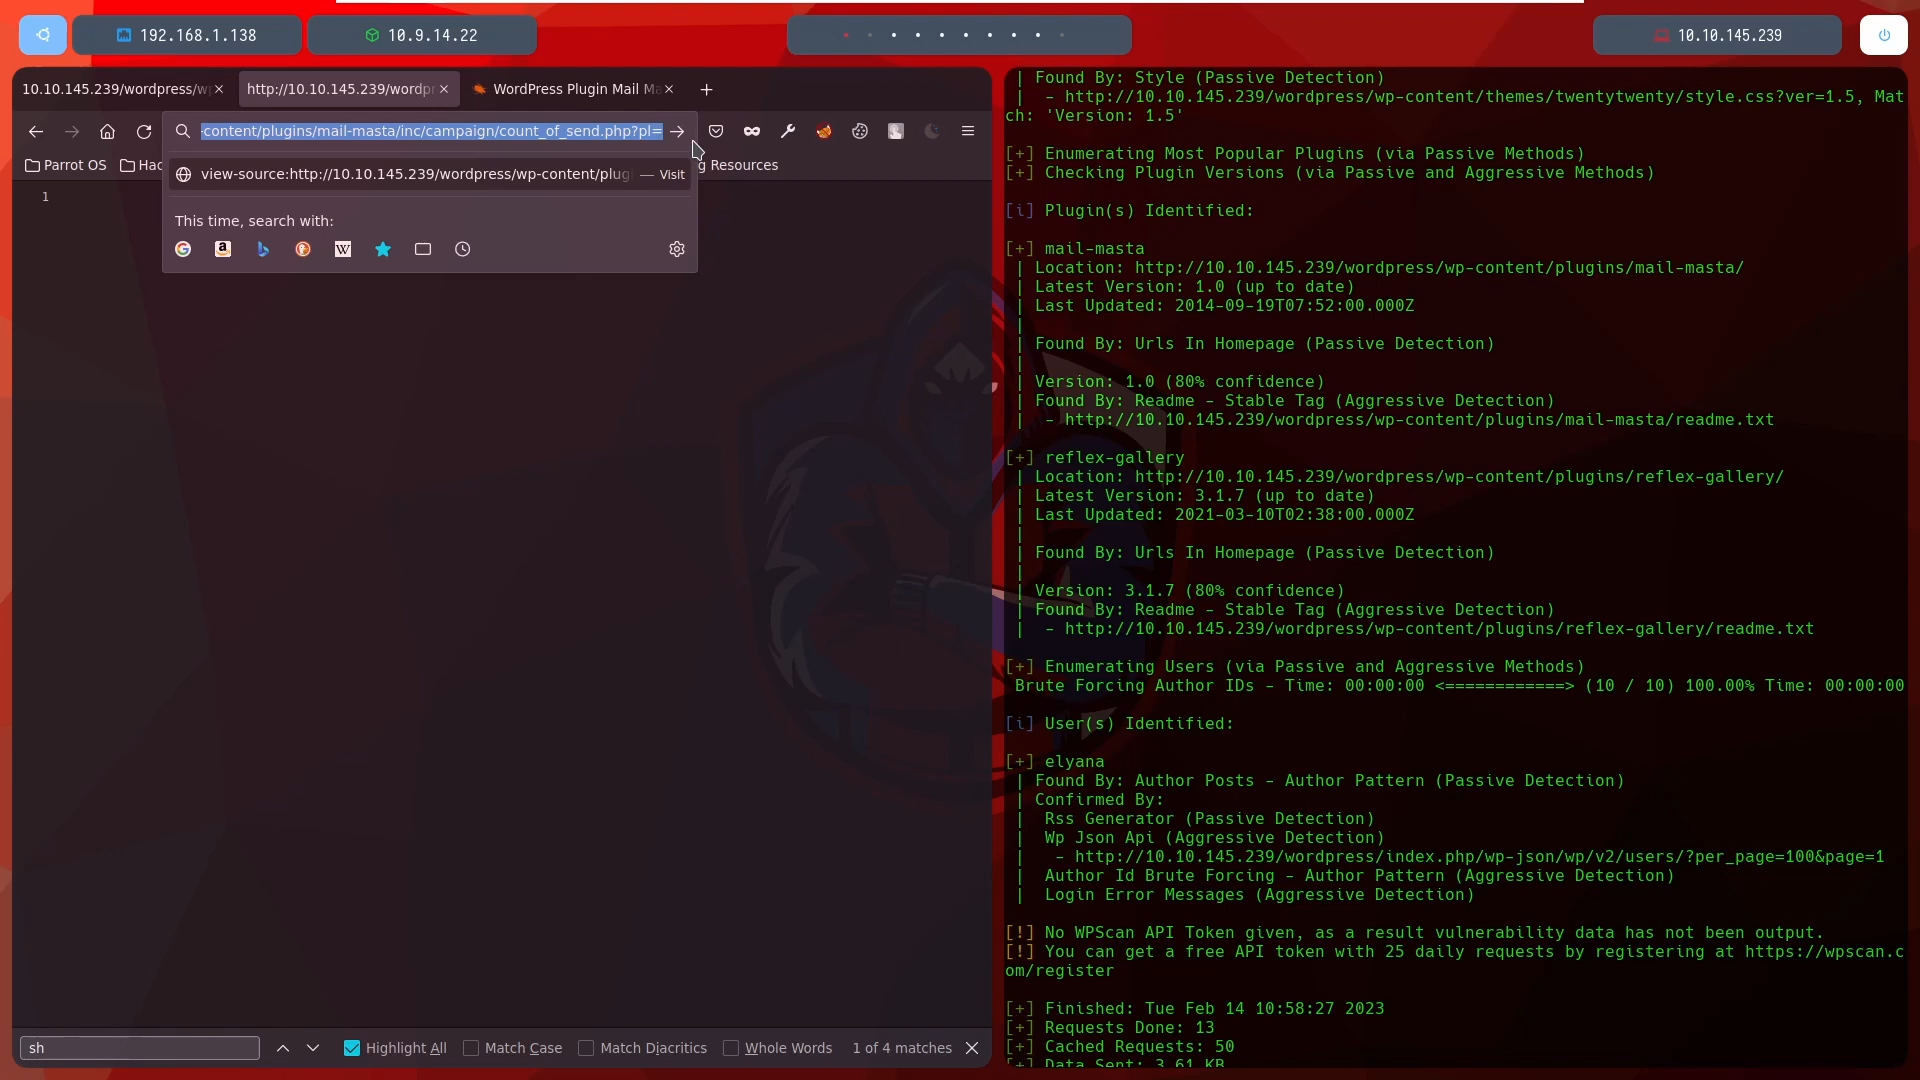 192.168.1.138
10.9.14.22
10.10.145.239
10.10.145.239/wordpress/w
http://10.10.145.239/wordpr
WordPress Plugin Mail Ma
-content/plugins/mail-masta/inc/campaign/count_of_send.php?pl=
Parrot OS
Hac
g Resources
view-source:http://10.10.145.239/wordpress/wp-content/plug
— Visit
This time, search with:
1
sh
Highlight All
Match Case
Match Diacritics
Whole Words
1 of 4 matches
| Found By: Style (Passive Detection)
|  - http://10.10.145.239/wordpress/wp-content/themes/twentytwenty/style.css?ver=1.5, Mat
ch: 'Version: 1.5'
[+] Enumerating Most Popular Plugins (via Passive Methods)
[+] Checking Plugin Versions (via Passive and Aggressive Methods)
[i] Plugin(s) Identified:
[+] mail-masta
| Location: http://10.10.145.239/wordpress/wp-content/plugins/mail-masta/
| Latest Version: 1.0 (up to date)
| Last Updated: 2014-09-19T07:52:00.000Z
|
| Found By: Urls In Homepage (Passive Detection)
|
| Version: 1.0 (80% confidence)
| Found By: Readme - Stable Tag (Aggressive Detection)
|  - http://10.10.145.239/wordpress/wp-content/plugins/mail-masta/readme.txt
[+] reflex-gallery
| Location: http://10.10.145.239/wordpress/wp-content/plugins/reflex-gallery/
| Latest Version: 3.1.7 (up to date)
| Last Updated: 2021-03-10T02:38:00.000Z
|
| Found By: Urls In Homepage (Passive Detection)
|
| Version: 3.1.7 (80% confidence)
| Found By: Readme - Stable Tag (Aggressive Detection)
|  - http://10.10.145.239/wordpress/wp-content/plugins/reflex-gallery/readme.txt
[+] Enumerating Users (via Passive and Aggressive Methods)
Brute Forcing Author IDs - Time: 00:00:00 <============> (10 / 10) 100.00% Time: 00:00:00
[i] User(s) Identified:
[+] elyana
| Found By: Author Posts - Author Pattern (Passive Detection)
| Confirmed By:
|  Rss Generator (Passive Detection)
|  Wp Json Api (Aggressive Detection)
|   - http://10.10.145.239/wordpress/index.php/wp-json/wp/v2/users/?per_page=100&page=1
|  Author Id Brute Forcing - Author Pattern (Aggressive Detection)
|  Login Error Messages (Aggressive Detection)
[!] No WPScan API Token given, as a result vulnerability data has not been output.
[!] You can get a free API token with 25 daily requests by registering at https://wpscan.c
om/register
[+] Finished: Tue Feb 14 10:58:27 2023
[+] Requests Done: 13
[+] Cached Requests: 50
[+] Data Sent: 3.61 KB